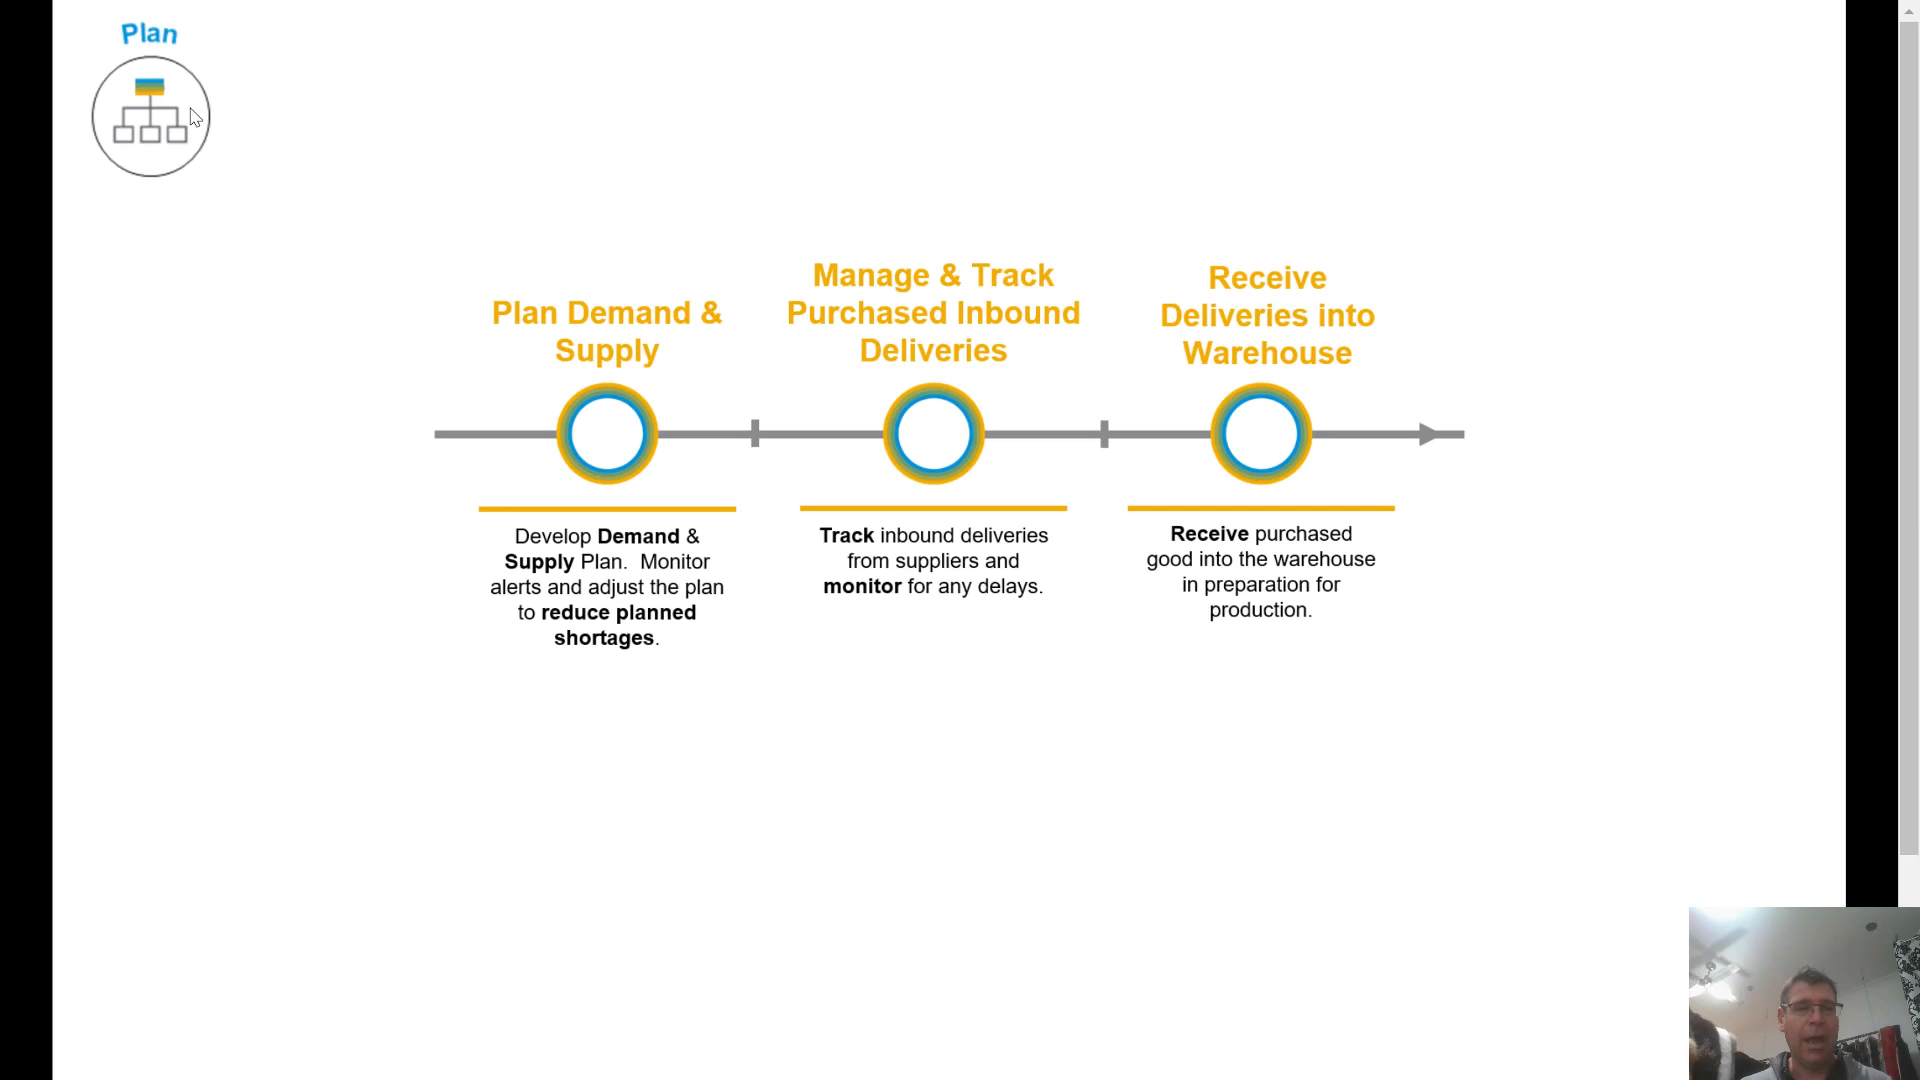 Plan
Plan Demand &
Supply
Manage & Track
Purchased Inbound
Deliveries
Receive
Deliveries into
Warehouse
Develop Demand &
Supply Plan.  Monitor
alerts and adjust the plan
to reduce planned
shortages.
Track inbound deliveries
from suppliers and
monitor for any delays.
Receive purchased
good into the warehouse
in preparation for
production.